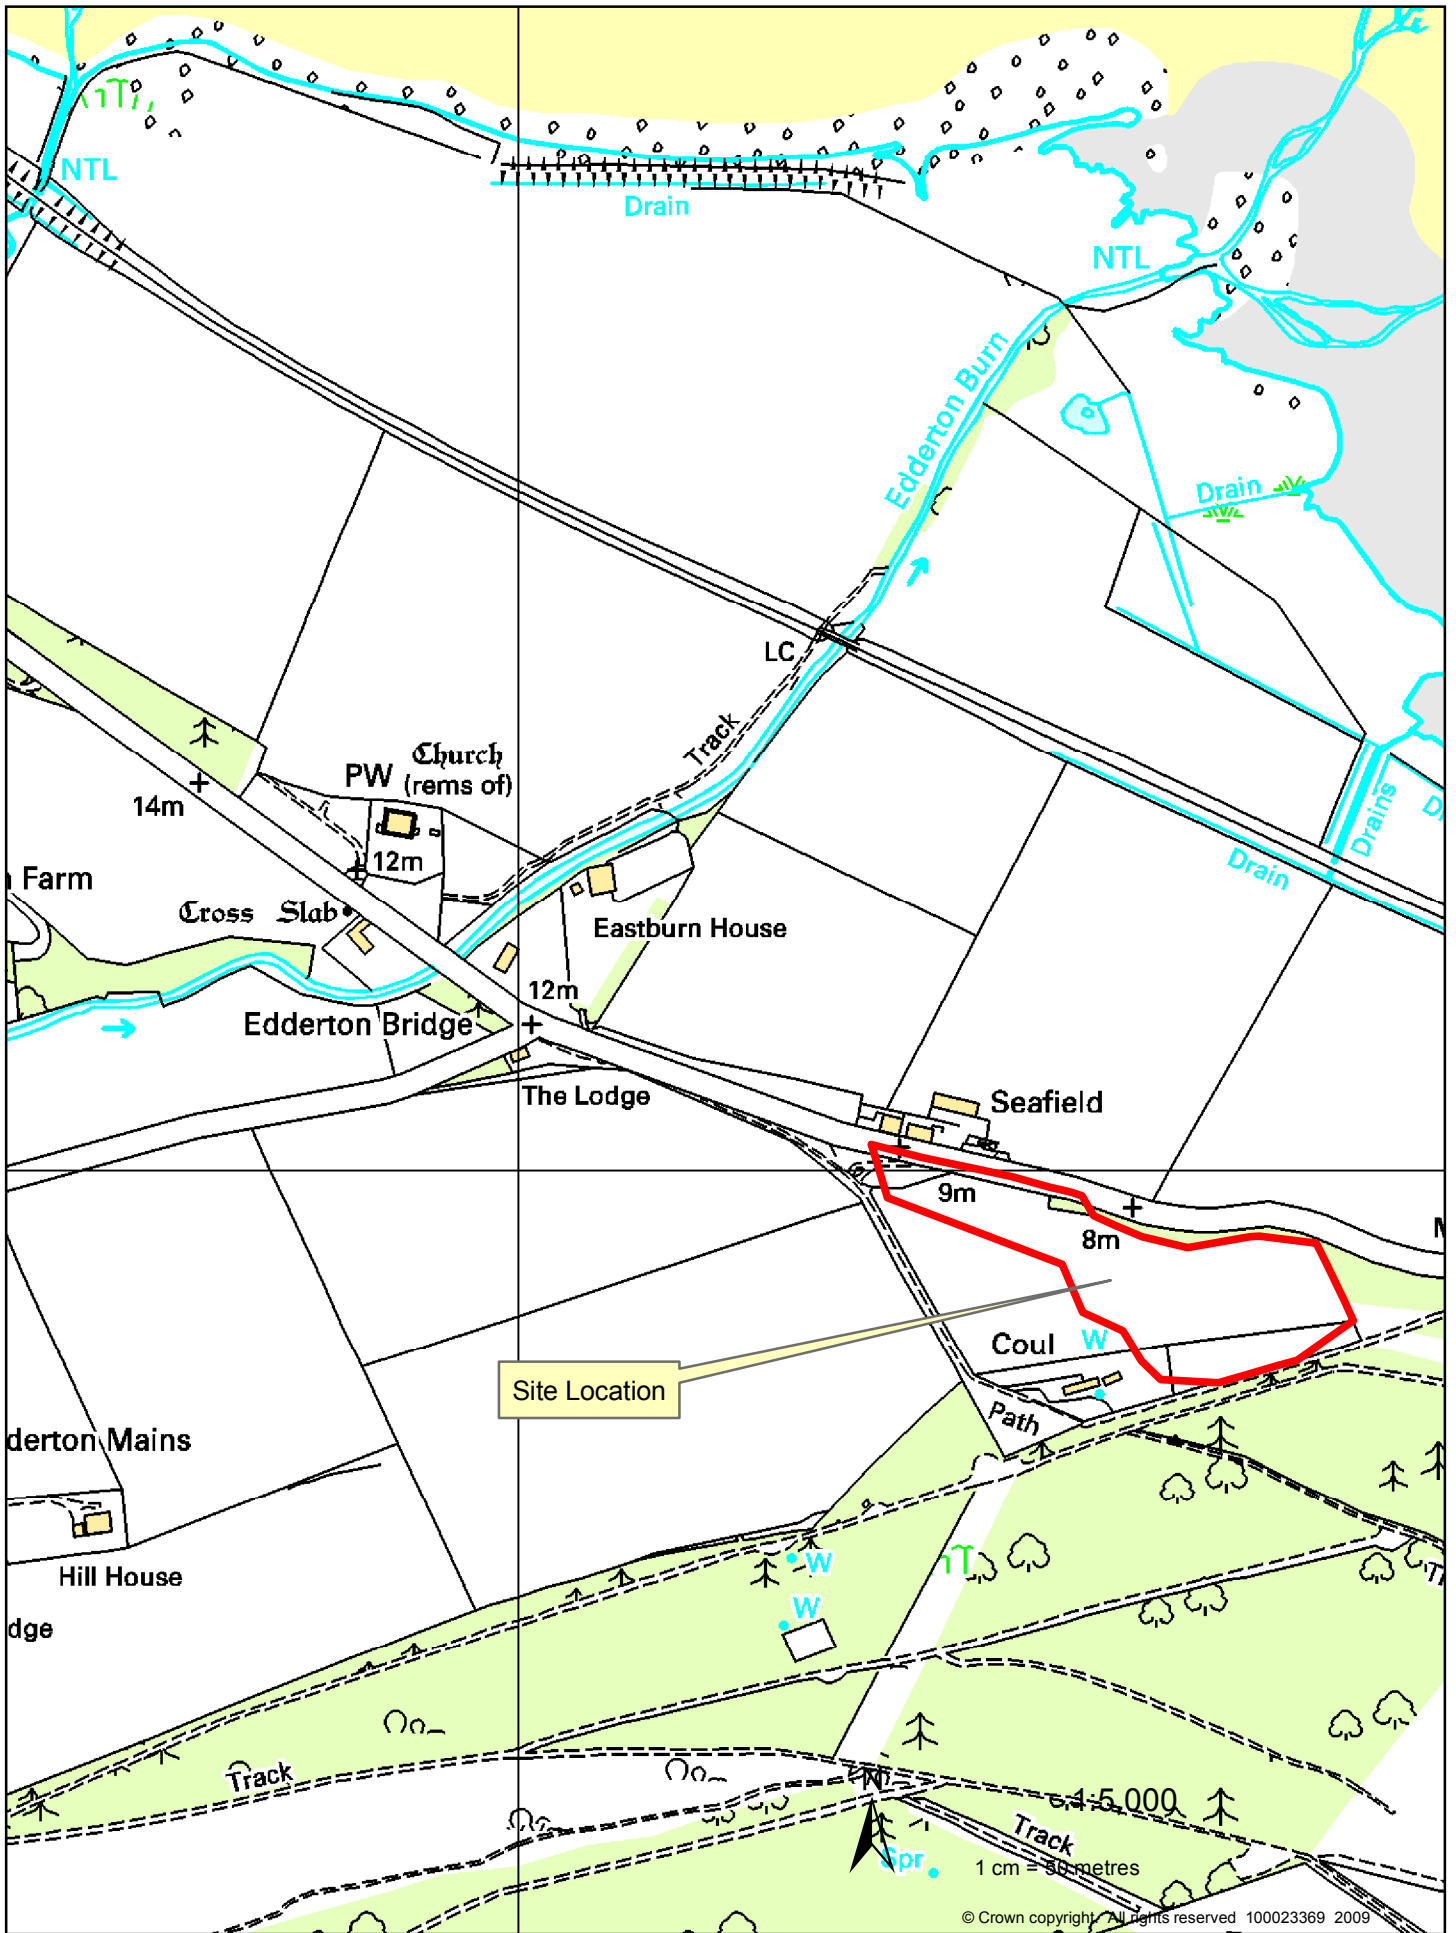 NTL
Drain
NTL
Edderton Burn
Drain
LC
Track
Church
PW (rems of)
14m
12m
Farm
Cross Slab
Drains
Drain
Eastburn House
12m
Edderton Bridge
The Lodge
Seafield
9m
8m
Coul
W
Site Location
Path
derton Mains
Hill House
W
W
dge
Track
N
1:5,000
Track
Spr
1 cm = 50 metres
© Crown copyright. All rights reserved 100023369 2009